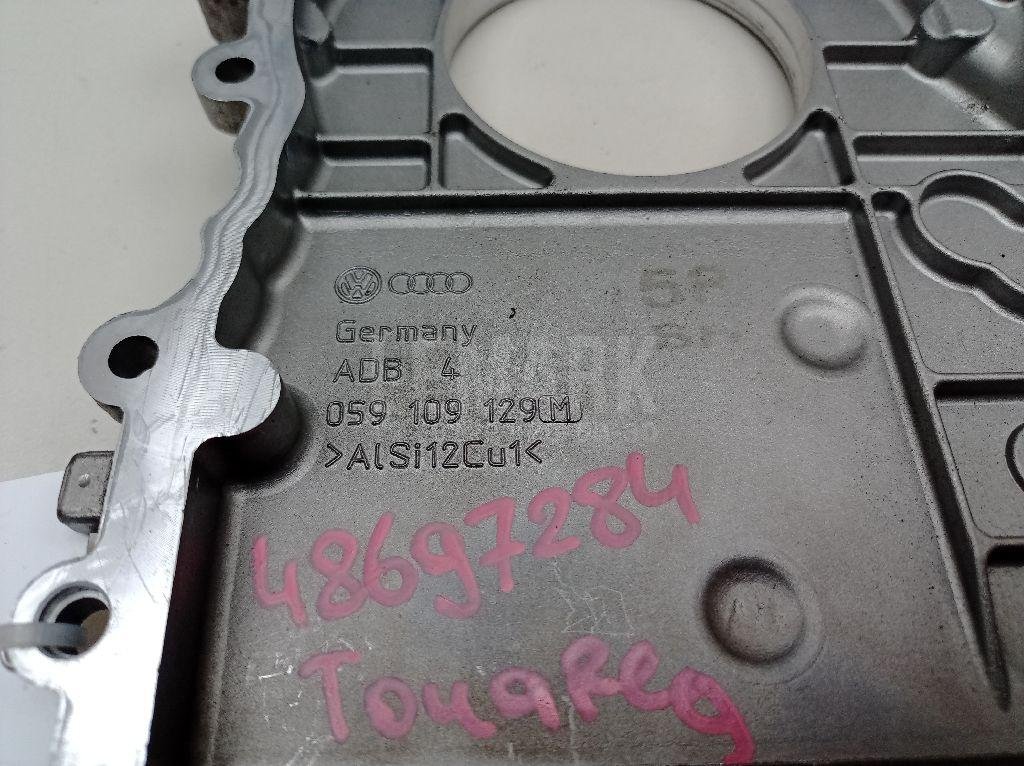 Germany
ADB 4
059 109 129 M
>AlSi12Cu1<
48697284
Touareg